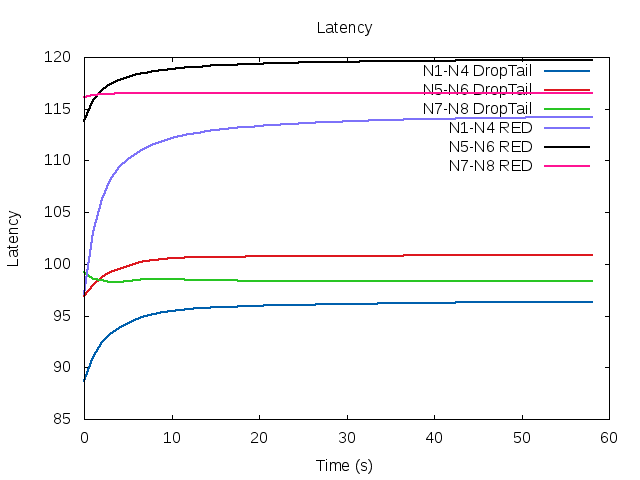 Latency
120
115
110
105
100
95
90
85
0 10 20 30 40 50 60
Latency
Time (s)
N1-N4 DropTail
N5-N6 DropTail
N7-N8 DropTail
N1-N4 RED
N5-N6 RED
N7-N8 RED